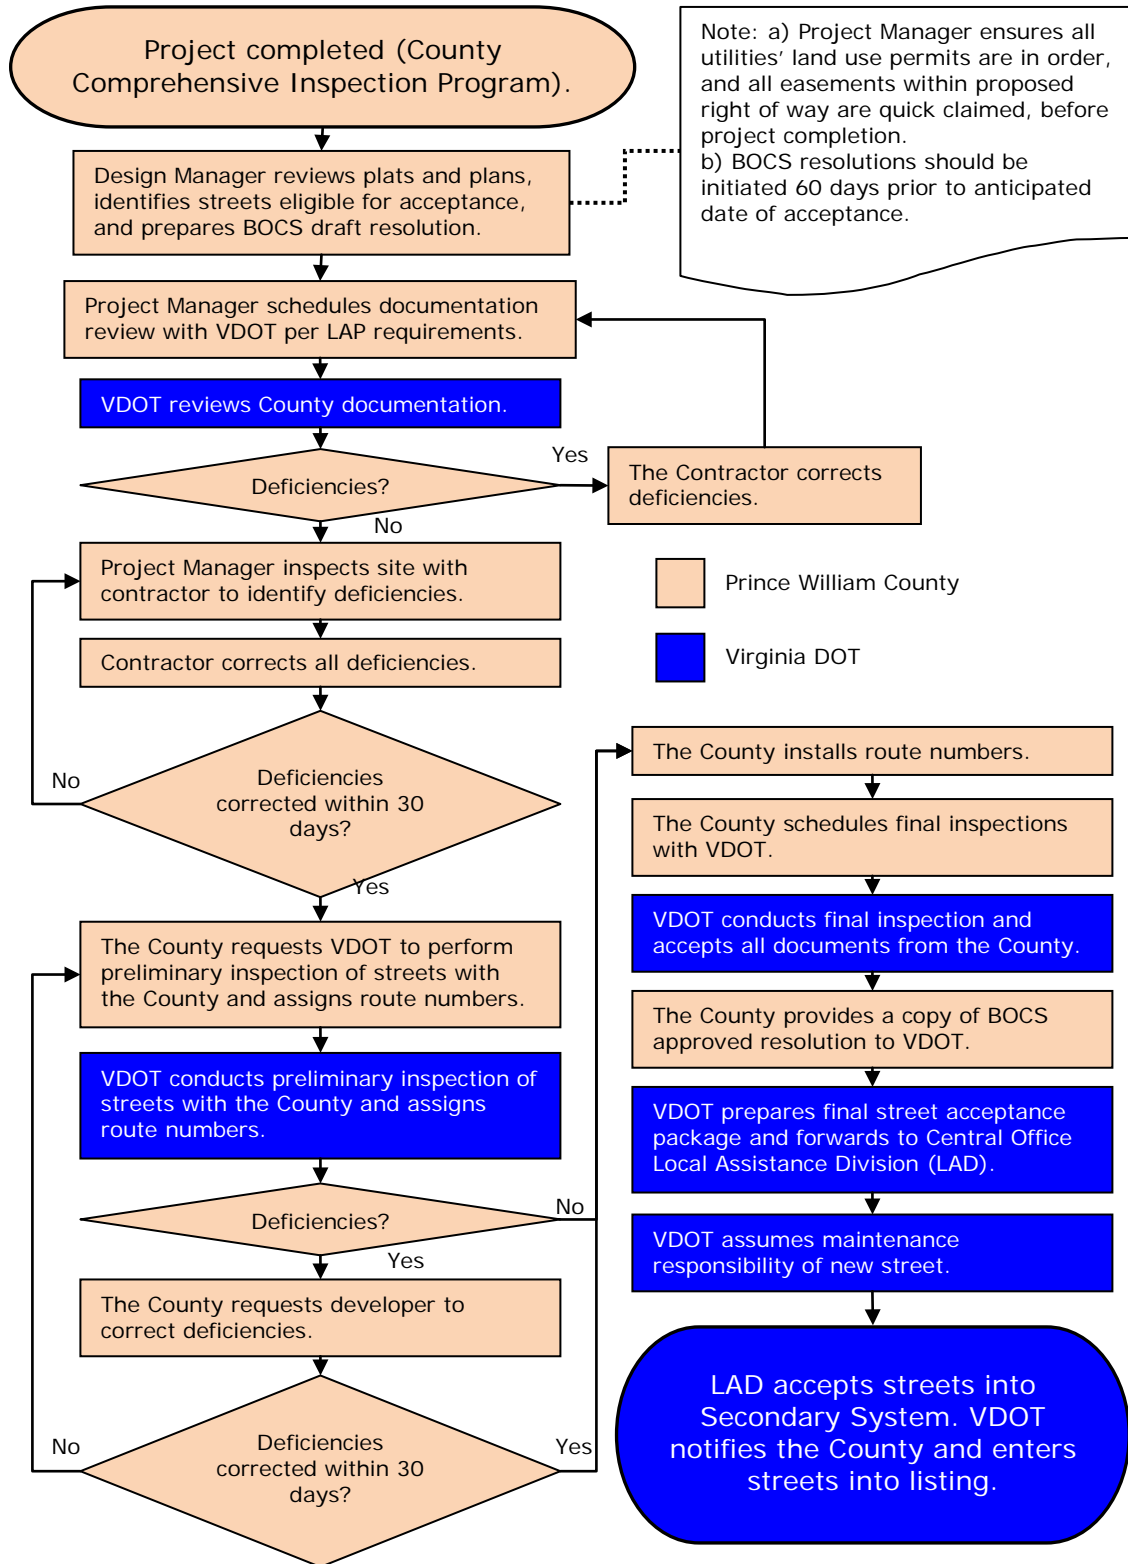 Project completed (County
Comprehensive Inspection Program).
Note: a) Project Manager ensures all
utilities' land use permits are in order,
and all easements within proposed
right of way are quick claimed, before
project completion.
b) BOCS resolutions should be
initiated 60 days prior to anticipated
date of acceptance.
Design Manager reviews plats and plans,
identifies streets eligible for acceptance,
and prepares BOCS draft resolution.
Project Manager schedules documentation
review with VDOT per LAP requirements.
VDOT reviews County documentation.
Deficiencies?
Yes
The Contractor corrects
deficiencies.
No
Project Manager inspects site with
contractor to identify deficiencies.
Contractor corrects all deficiencies.
Deficiencies
corrected within 30
days?
No
Yes
The County requests VDOT to perform
preliminary inspection of streets with
the County and assigns route numbers.
VDOT conducts preliminary inspection of
streets with the County and assigns
route numbers.
Deficiencies?
No
Yes
The County requests developer to
correct deficiencies.
Deficiencies
corrected within 30
days?
No
Yes
Prince William County
Virginia DOT
The County installs route numbers.
The County schedules final inspections
with VDOT.
VDOT conducts final inspection and
accepts all documents from the County.
The County provides a copy of BOCS
approved resolution to VDOT.
VDOT prepares final street acceptance
package and forwards to Central Office
Local Assistance Division (LAD).
VDOT assumes maintenance
responsibility of new street.
LAD accepts streets into
Secondary System. VDOT
notifies the County and enters
streets into listing.